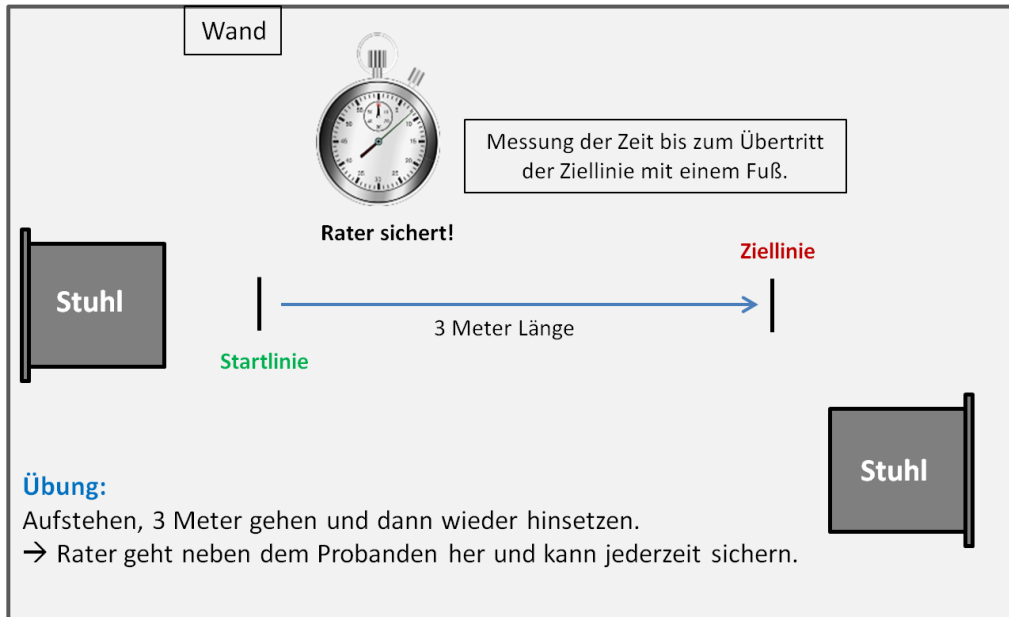 Wand
Messung der Zeit bis zum Übertritt
der Ziellinie mit einem Fuß.
Rater sichert!
Ziellinie
Stuhl
3 Meter Länge
Startlinie
Stuhl
Übung:
Aufstehen, 3 Meter gehen und dann wieder hinsetzen.
→ Rater geht neben dem Probanden her und kann jederzeit sichern.